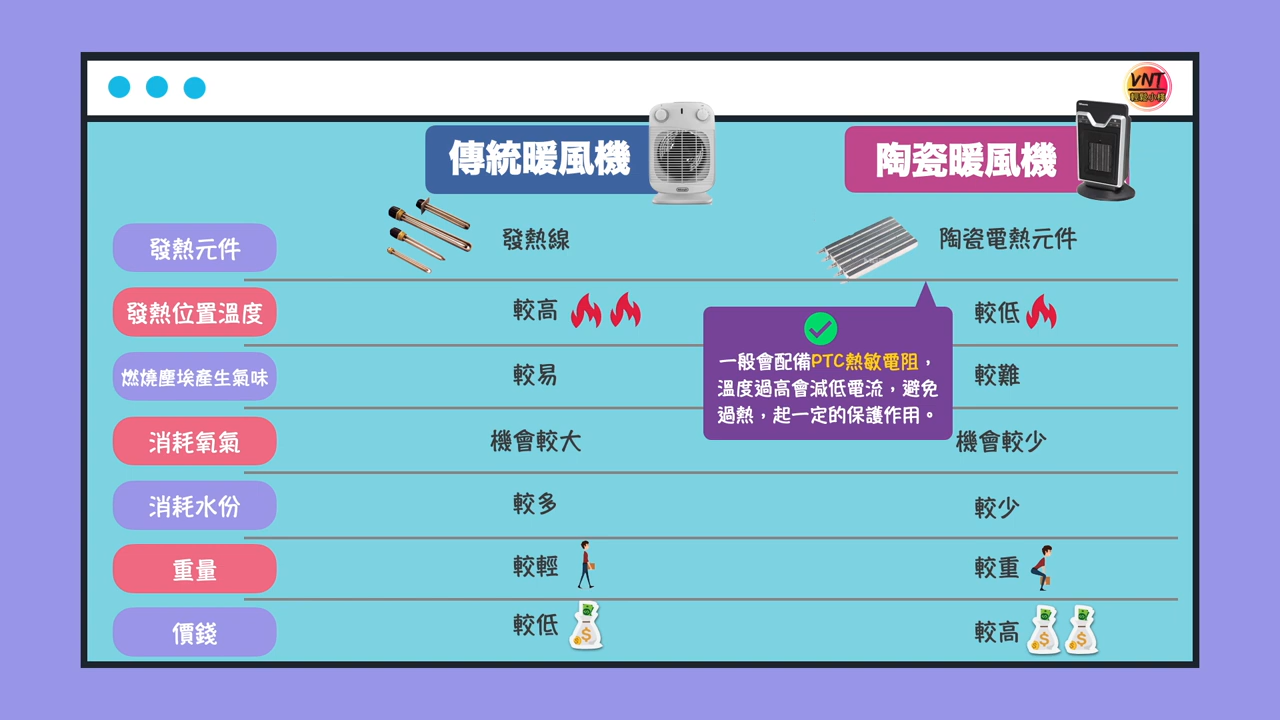 VNT
輕鬆小棧
傳統暖風機
陶瓷暖風機
發熱元件
發熱線
陶瓷電熱元件
發熱位置溫度
較高
較低
一般會配備PTC熱敏電阻，
溫度過高會減低電流，避免
過熱，起一定的保護作用。
燃燒塵埃產生氣味
較易
較難
消耗氧氣
機會較大
機會較少
消耗水份
較多
較少
重量
較輕
較重
價錢
較低
較高